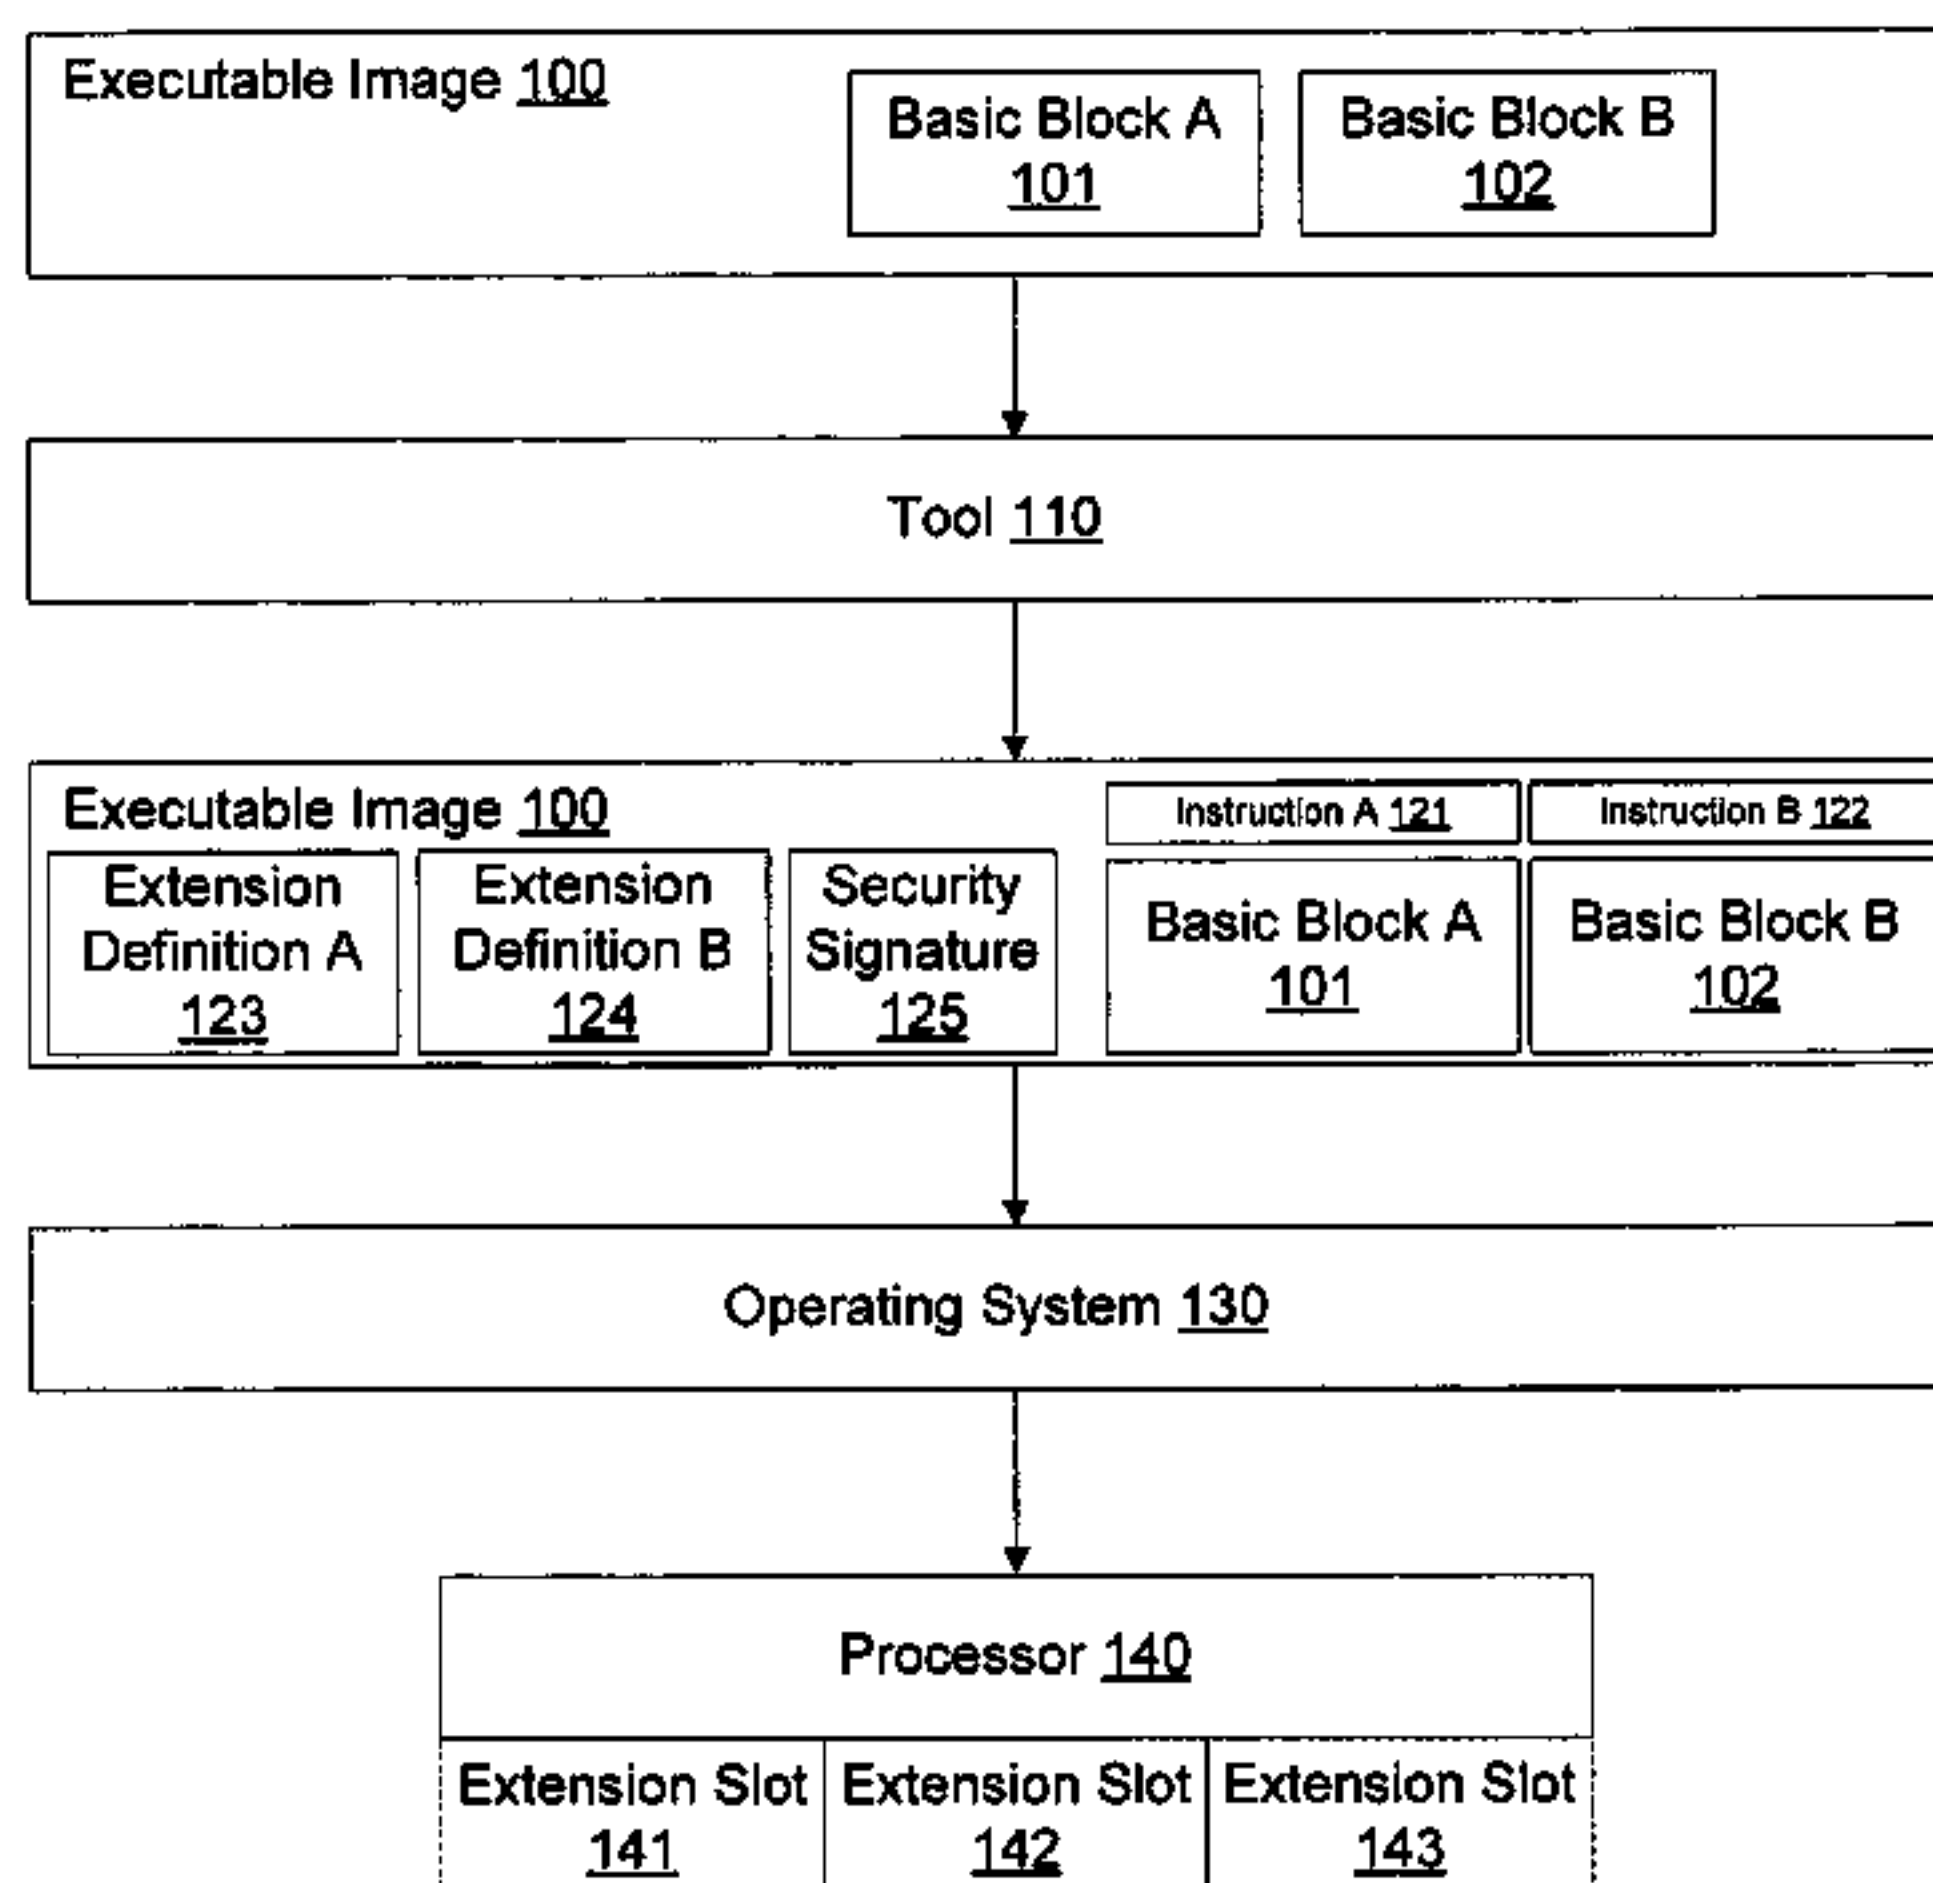 Executable Image 100
Basic Block A
101
Basic Block B
102
Tool 110
Executable Image 100
Extension
Definition A
123
Extension
Definition B
124
Security
Signature
125
Instruction A 121
Instruction B 122
Basic Block A
101
Basic Block B
102
Operating System 130
Processor 140
Extension Slot
141
Extension Slot
142
Extension Slot
143